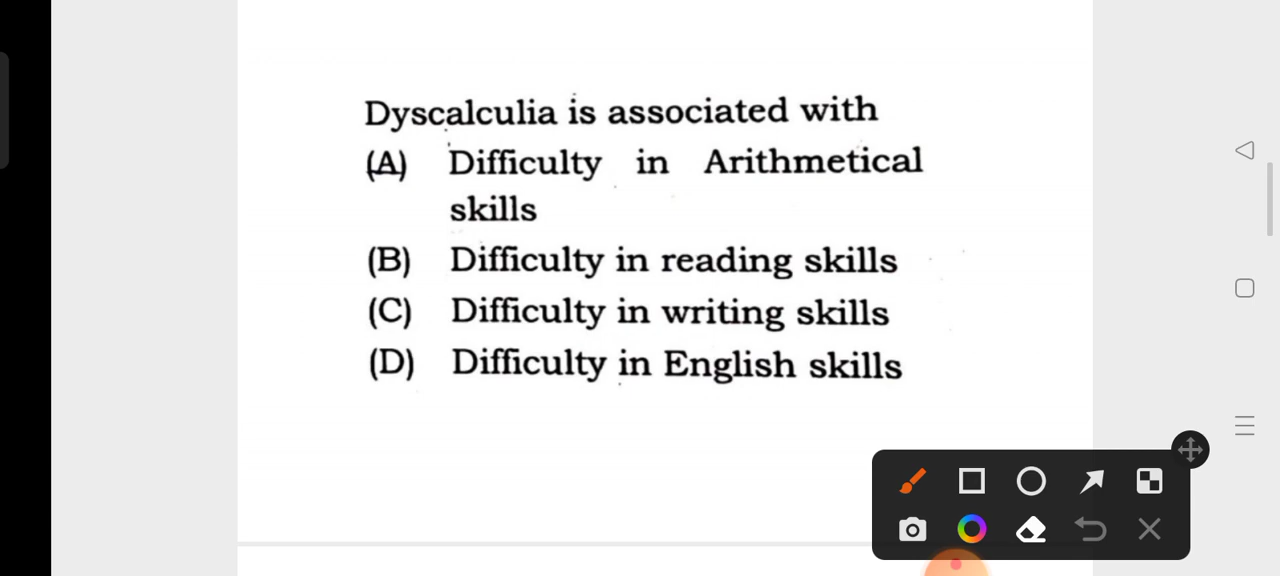 Dyscalculia is associated with
(A) Difficulty in Arithmetical
skills
(B) Difficulty in reading skills
(C) Difficulty in writing skills
(D) Difficulty in English skills